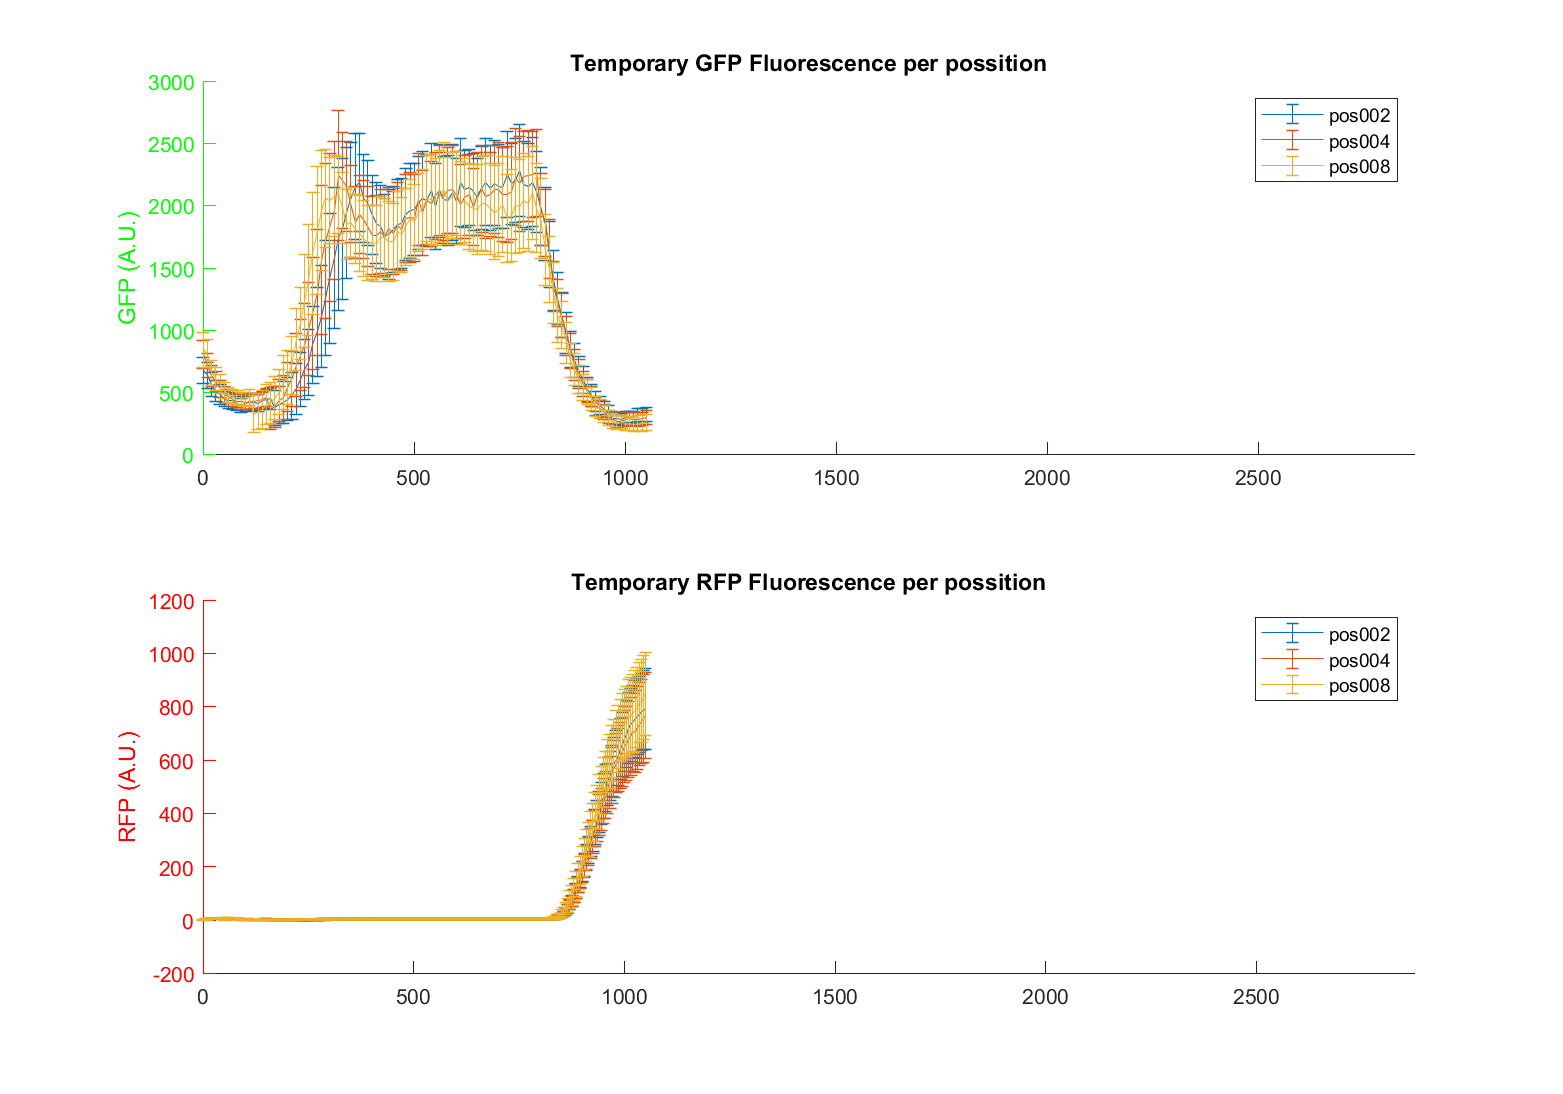 Temporary GFP Fluorescence per possition
3000
2500
2000
1500
1000
500
0
GFP (A.U.)
0 500 1000 1500 2000 2500
pos002
pos004
pos008
Temporary RFP Fluorescence per possition
1200
1000
800
600
400
200
0
-200
RFP (A.U.)
0 500 1000 1500 2000 2500
pos002
pos004
pos008